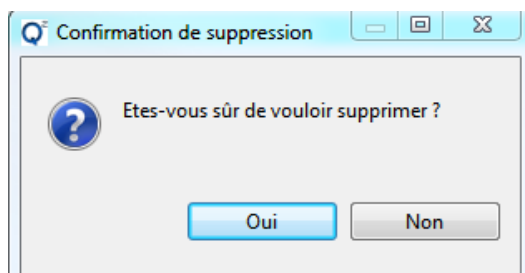 Confirmation de suppression
Etes-vous sûr de vouloir supprimer ?
Oui Non